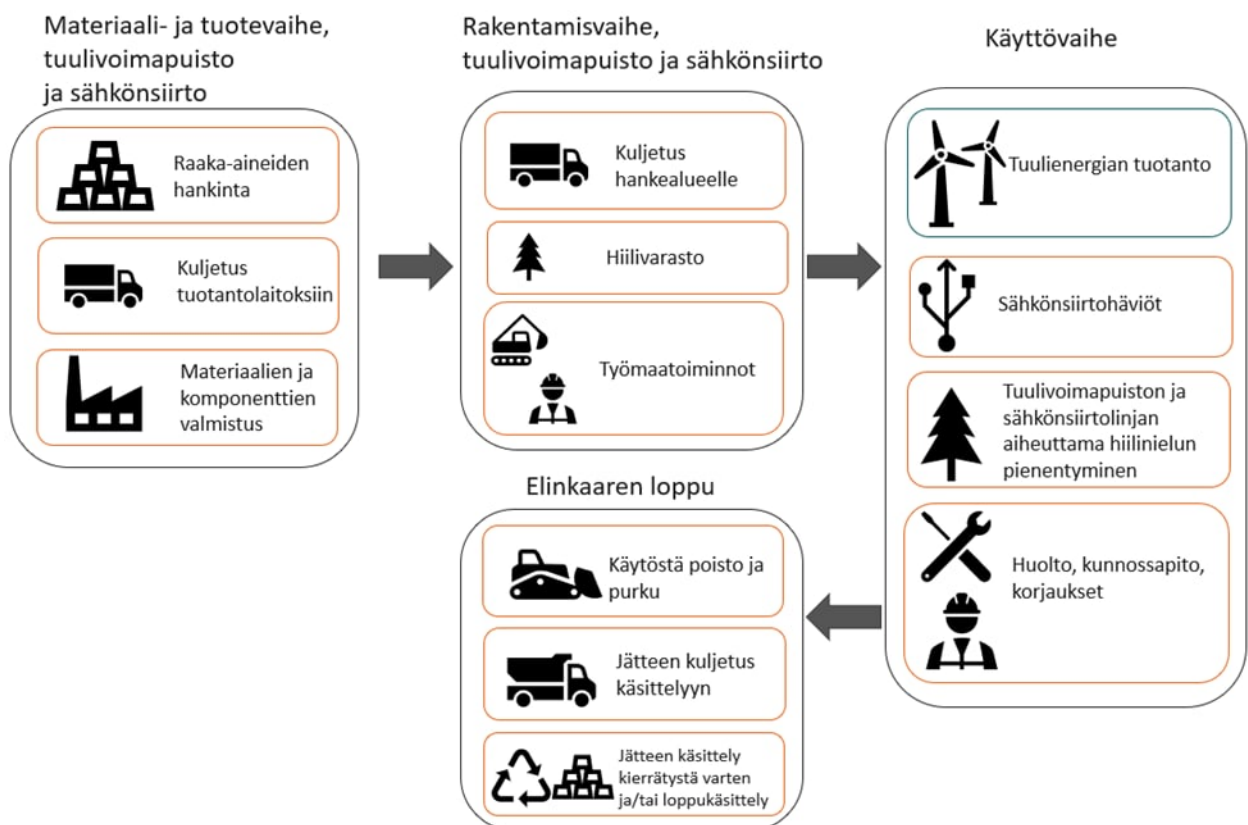 Materiaali- ja tuotevaihe,
tuulivoimapuisto
ja sähkönsiirto
Raaka-aineiden
hankinta
Kuljetus
tuotantolaitoksiin
Materiaalien ja
komponenttien
valmistus
Rakentamisvaihe,
tuulivoimapuisto ja sähkönsiirto
Kuljetus
hankealueelle
Hiilivarasto
Työmaatoiminnot
Käyttövaihe
Tuulienergian tuotanto
Sähkönsiirtohäviöt
Tuulivoimapuiston ja
sähkönsiirtolinjan
aiheuttama hiilinielun
pienentyminen
Huolto, kunnossapito,
korjaukset
Elinkaaren loppu
Käytöstä poisto ja
purku
Jätteen kuljetus
käsittelyyn
Jätteen käsittely
kierrätystä varten
ja/tai loppukäsittely